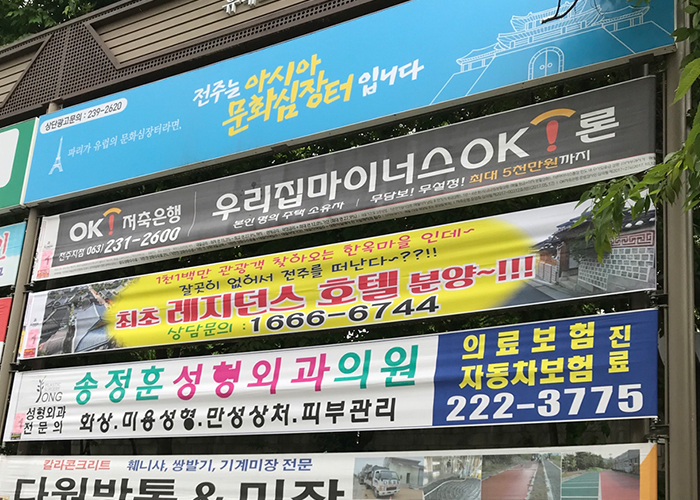 상단광고문의 : 239-2620
파리가 유럽의 문화심장터라면,
전주는 아시아
문화심장터 입니다
OK! 저축은행
전주지점 063) 231-2600
우리집마이너스OK!론
본인 명의 주택 소유자 / 무담보! 무설정! 최대 5천만원까지
1천1백만 관광객 찾아오는 한옥마을 인데~
잘곳이 없어서 전주를 떠난다~??!!
최초 레지던스 호텔 분양~!!!
상담문의 : 1666-6744
JONG
성형외과
전문의
송정훈성형외과의원
화상.미용성형.만성상처.피부관리
의료보험 진료
자동차보험
222-3775
칼라콘크리트 휀니샤, 쌍발기, 기계미장 전문